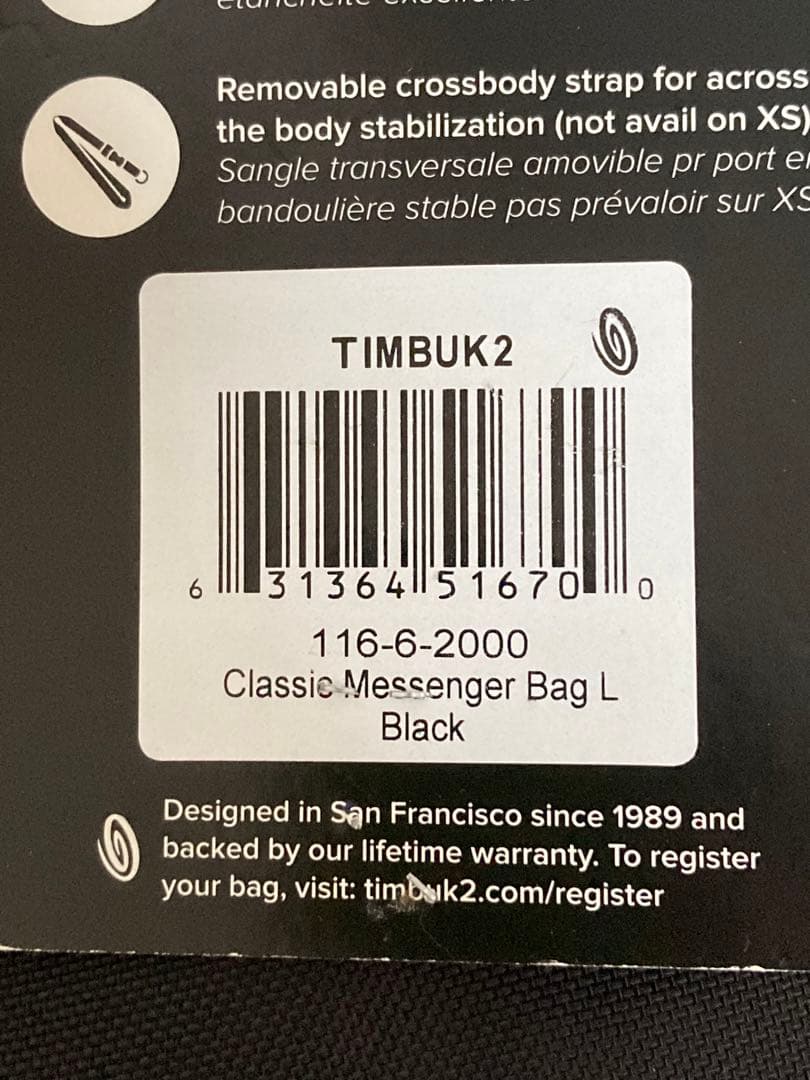 Removable crossbody strap for across
the body stabilization (not avail on XS)
Sangle transversale amovible pr port
bandoulière stable pas prévaloir sur XS
TIMBUK2
6 31364 51670 0
116-6-2000
Classic Messenger Bag L
Black
Designed in San Francisco since 1989 and
backed by our lifetime warranty. To register
your bag, visit: timbuk2.com/register